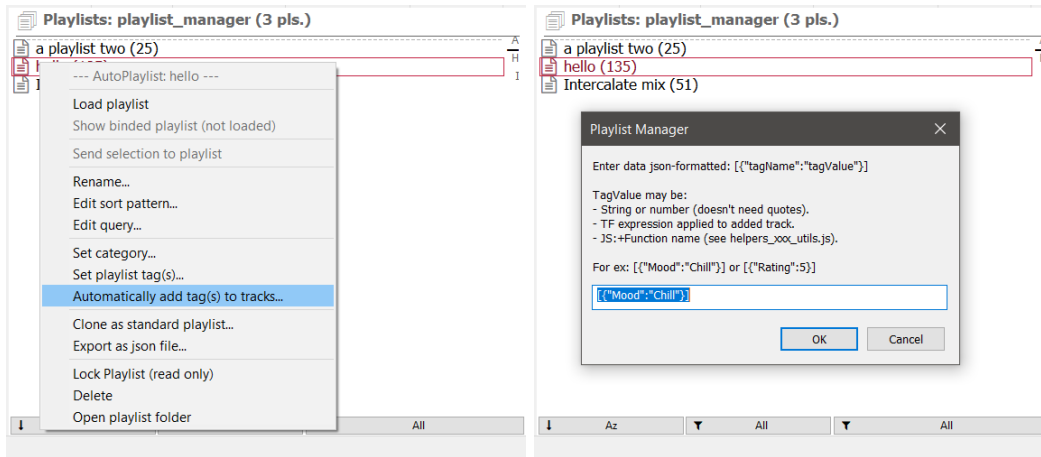 Playlists: playlist_manager (3 pls.)
a playlist two (25)
A
H
I
--- AutoPlaylist: hello ---
Load playlist
Show binded playlist (not loaded)
Send selection to playlist
Rename...
Edit sort pattern...
Edit query...
Set category...
Set playlist tag(s)...
Automatically add tag(s) to tracks...
Clone as standard playlist...
Export as json file...
Lock Playlist (read only)
Delete
Open playlist folder
All
Playlists: playlist_manager (3 pls.)
a playlist two (25)
hello (135)
Intercalate mix (51)
Playlist Manager
Enter data json-formatted: [{"tagName":"tagValue"}]
TagValue may be:
- String or number (doesn't need quotes).
- TF expression applied to added track.
- JS:+Function name (see helpers_xxx_utils.js).
For ex: [{"Mood":"Chill"}] or [{"Rating":5}]
[{"Mood":"Chill"}]
OK Cancel
Az All All